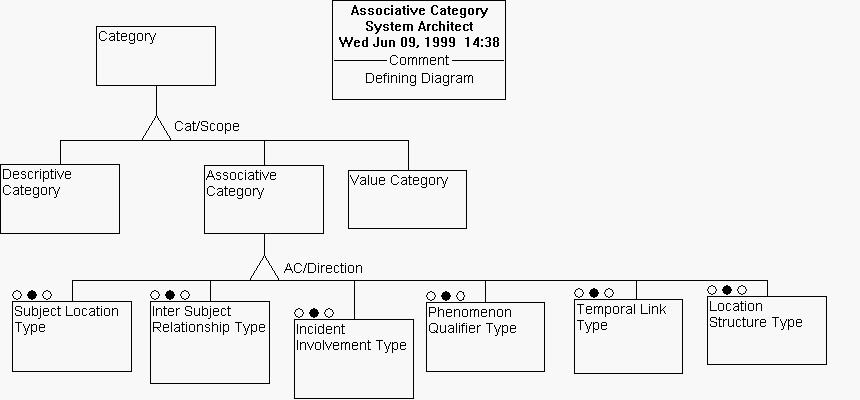 Category
Associative Category
System Architect
Wed Jun 09, 1999 14:38
Comment
Defining Diagram
Cat/Scope
Descriptive
Category
Associative
Category
Value Category
AC/Direction
Subject Location
Type
Inter Subject
Relationship Type
Incident
Involvement Type
Phenomenon
Qualifier Type
Temporal Link
Type
Location
Structure Type